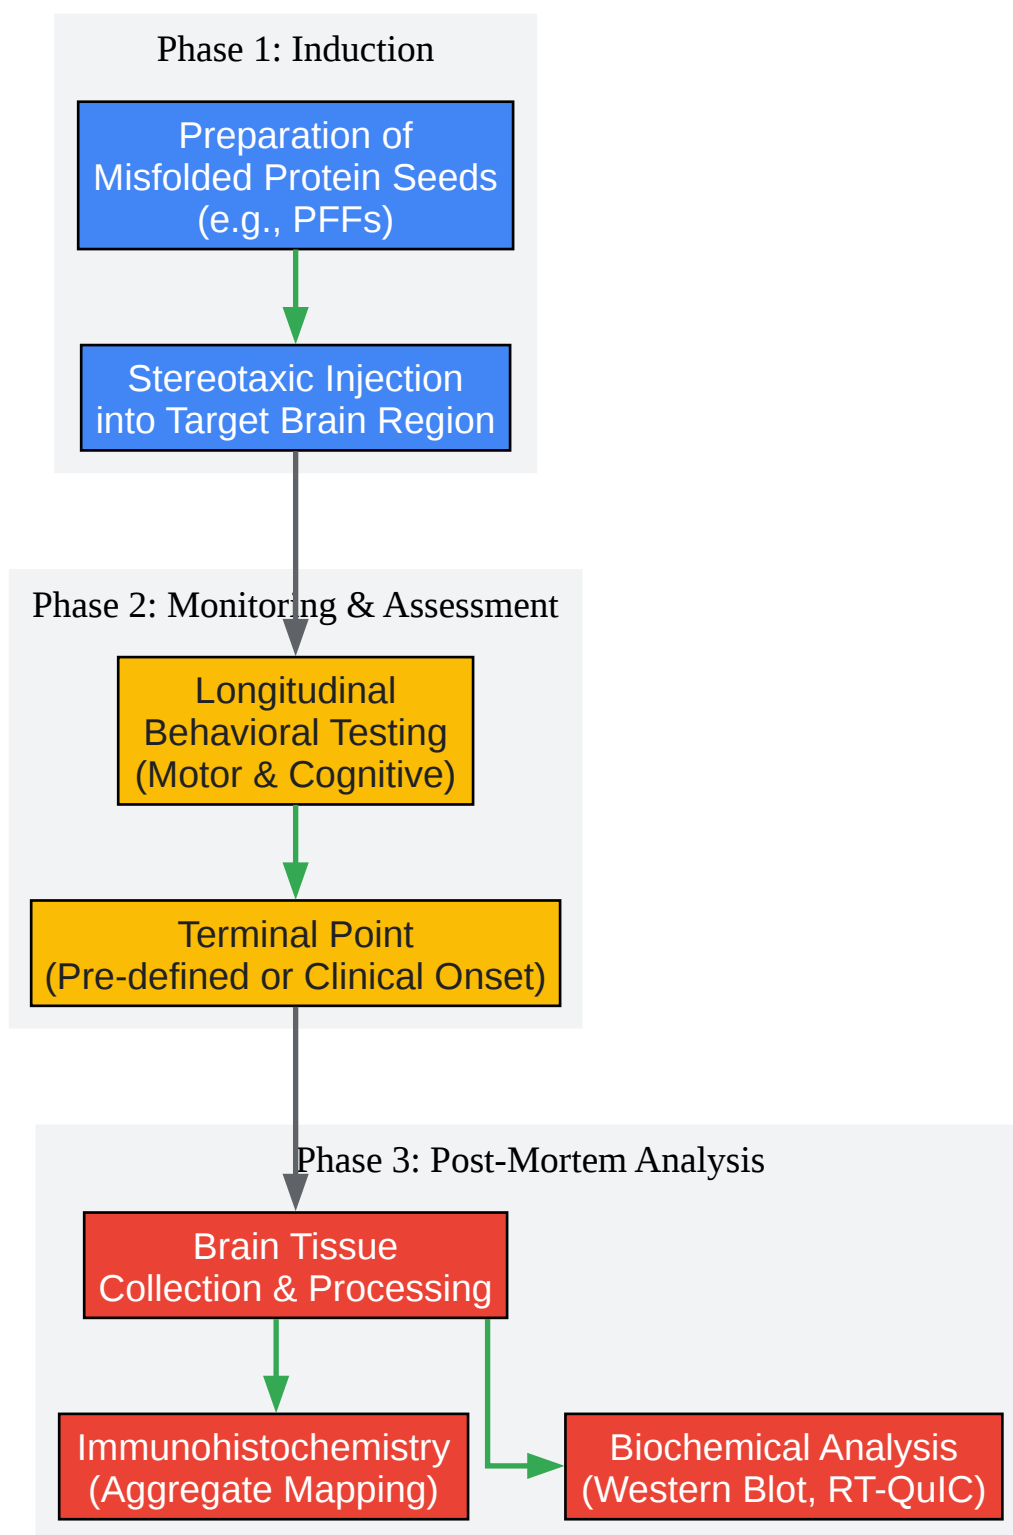 Phase 1: Induction
Preparation of
Misfolded Protein Seeds
(e.g., PFFs)
Stereotaxic Injection
into Target Brain Region
Phase 2: Monitoring & Assessment
Longitudinal
Behavioral Testing
(Motor & Cognitive)
Terminal Point
(Pre-defined or Clinical Onset)
Phase 3: Post-Mortem Analysis
Brain Tissue
Collection & Processing
Immunohistochemistry
(Aggregate Mapping)
Biochemical Analysis
(Western Blot, RT-QuIC)